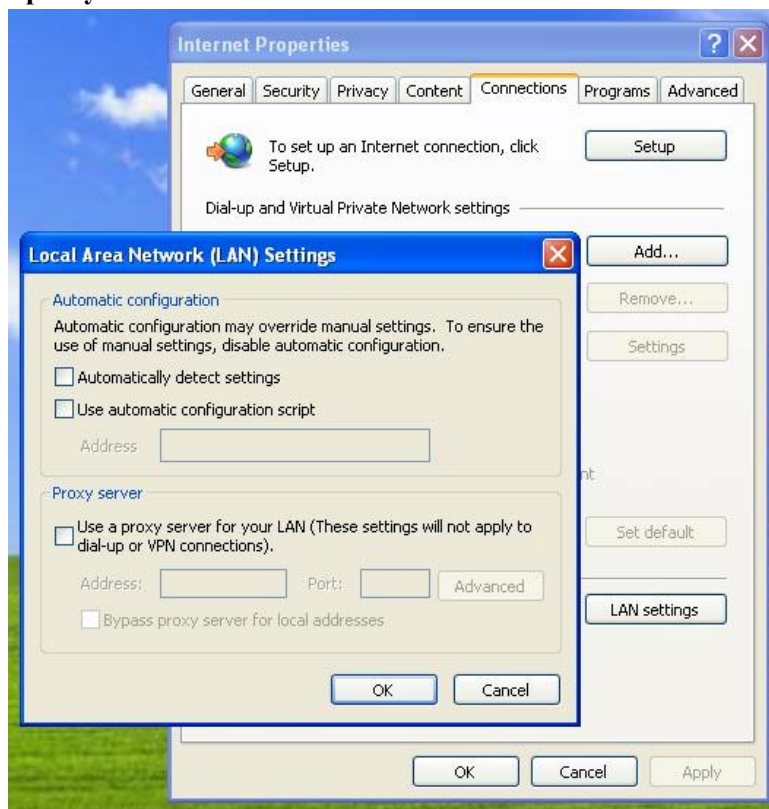 Internet Properties
General Security Privacy Content Connections Programs Advanced
To set up an Internet connection, click
Setup.
Setup
Dial-up and Virtual Private Network settings
Add...
Remove...
Settings
Set default
LAN settings
OK Cancel Apply
Local Area Network (LAN) Settings
Automatic configuration
Automatic configuration may override manual settings. To ensure the
use of manual settings, disable automatic configuration.
Automatically detect settings
Use automatic configuration script
Address
Proxy server
Use a proxy server for your LAN (These settings will not apply to
dial-up or VPN connections).
Address: Port: Advanced
Bypass proxy server for local addresses
OK Cancel